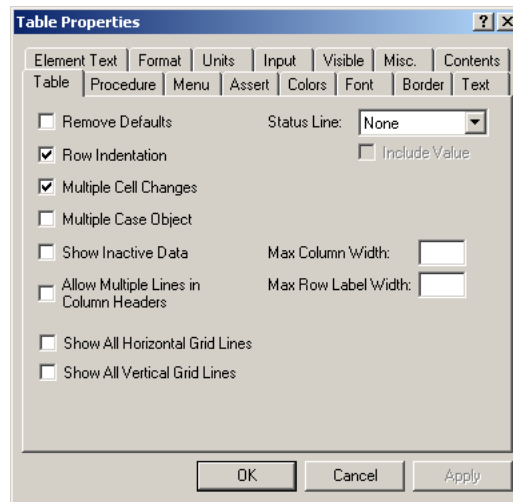 Table Properties
Element Text Format Units Input Visible Misc. Contents
Table Procedure Menu Assert Colors Font Border Text
Remove Defaults Status Line: None
Row Indentation Include Value
Multiple Cell Changes
Multiple Case Object
Show Inactive Data Max Column Width:
Allow Multiple Lines in
Column Headers Max Row Label Width:
Show All Horizontal Grid Lines
Show All Vertical Grid Lines
OK Cancel Apply